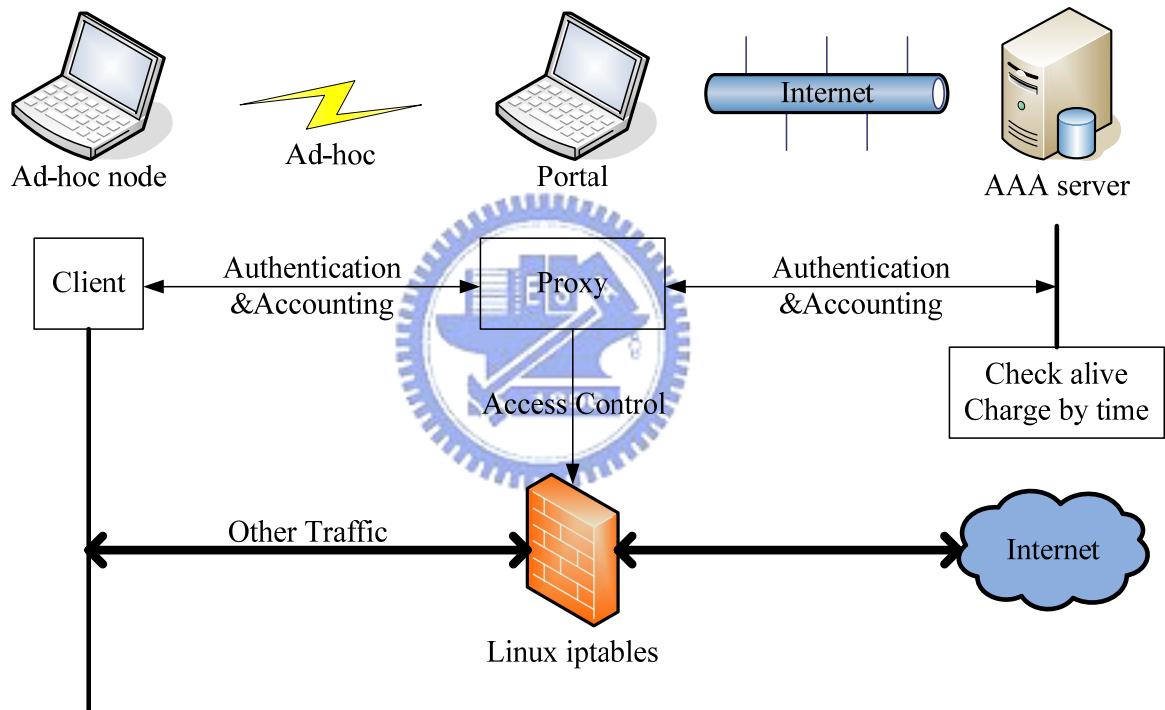 Internet
Ad-hoc
Ad-hoc node
Portal
AAA server
Client
Authentication
&Accounting
Proxy
Authentication
&Accounting
Check alive
Charge by time
Access Control
Other Traffic
Internet
Linux iptables